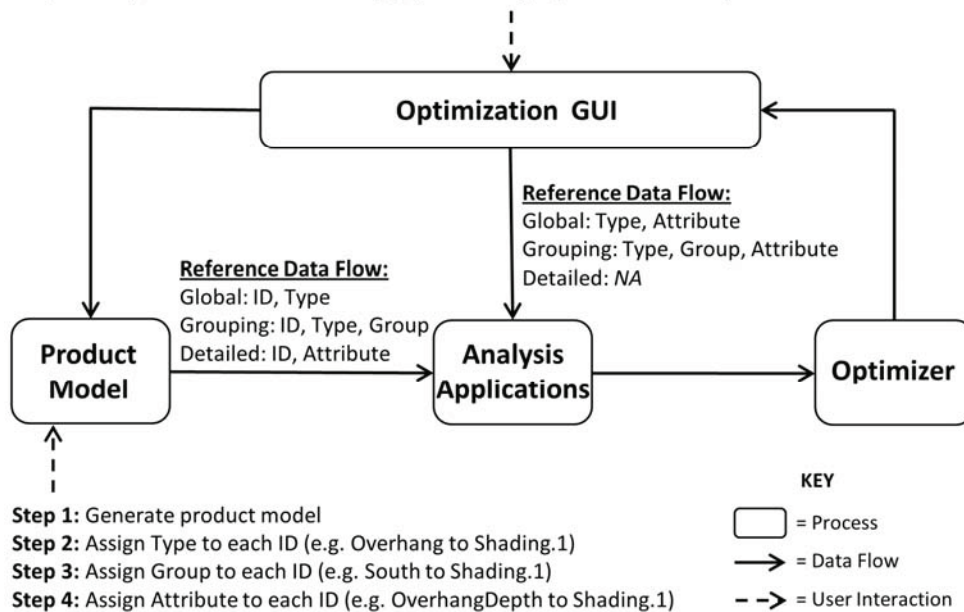 Optimization GUI
Reference Data Flow:
Global: Type, Attribute
Grouping: Type, Group, Attribute
Detailed: NA
Reference Data Flow:
Global: ID, Type
Grouping: ID, Type, Group
Detailed: ID, Attribute
Product
Model
Analysis
Applications
Optimizer
Step 1: Generate product model
Step 2: Assign Type to each ID (e.g. Overhang to Shading.1)
Step 3: Assign Group to each ID (e.g. South to Shading.1)
Step 4: Assign Attribute to each ID (e.g. OverhangDepth to Shading.1)
KEY
= Process
= Data Flow
= User Interaction